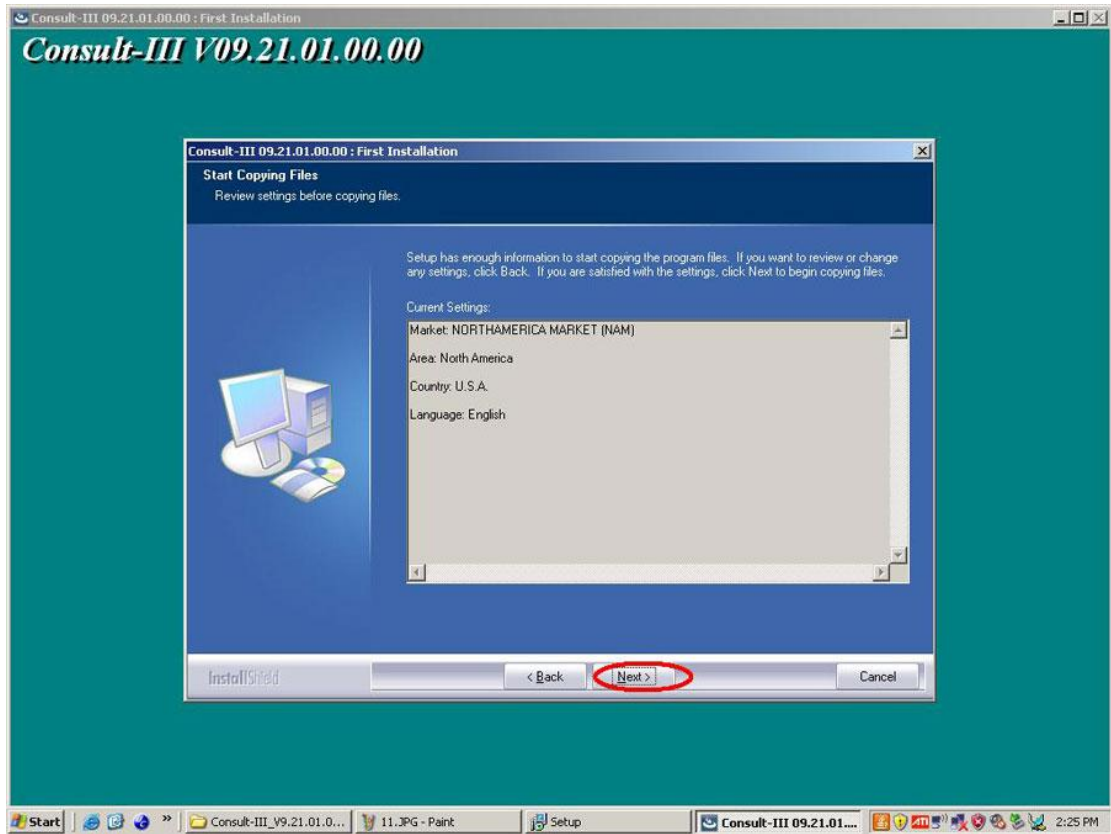 Consult-III 09.21.01.00.00 : First Installation
Consult-III V09.21.01.00.00
Consult-III 09.21.01.00.00 : First Installation
Start Copying Files
Review settings before copying files.
Setup has enough information to start copying the program files. If you want to review or change
any settings, click Back. If you are satisfied with the settings, click Next to begin copying files.
Current Settings:
Market: NORTHAMERICA MARKET (NAM)
Area: North America
Country: U.S.A.
Language: English
InstallShield
< Back
Next >
Cancel
Start
»
Consult-III_V9.21.01.0...
11.JPG - Paint
Setup
Consult-III 09.21.01....
ATI
2:25 PM